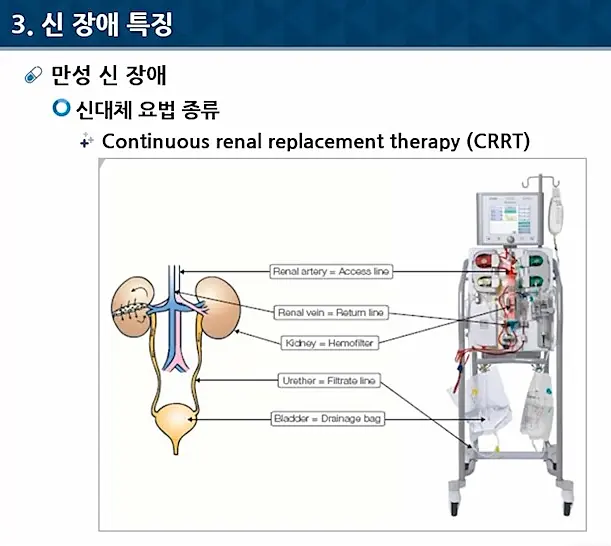 3. 신 장애 특징
만성 신 장애
신대체 요법 종류
Continuous renal replacement therapy (CRRT)
Renal artery = Access line
Renal vein = Return line
Kidney = Hemofilter
Urether = Filtrate line
Bladder = Drainage bag